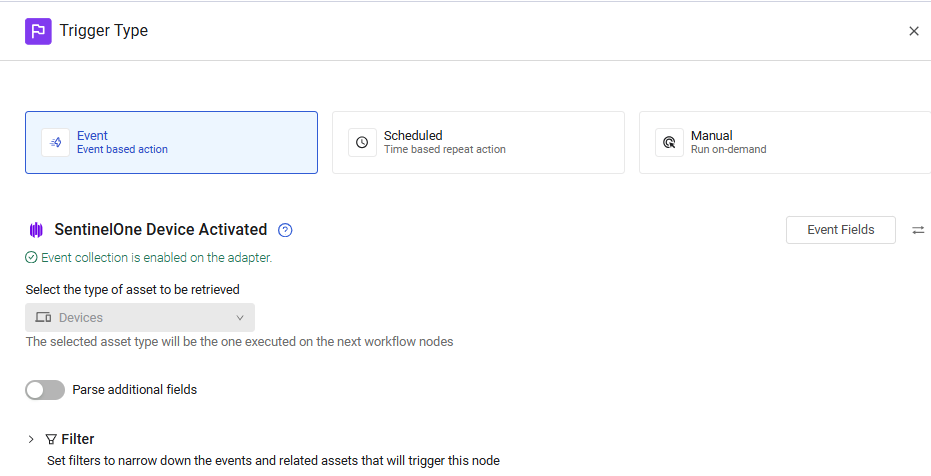 Trigger Type
Event
Event based action
Scheduled
Time based repeat action
Manual
Run on-demand
SentinelOne Device Activated
Event Fields
Event collection is enabled on the adapter.
Select the type of asset to be retrieved
Devices
The selected asset type will be the one executed on the next workflow nodes
Parse additional fields
Filter
Set filters to narrow down the events and related assets that will trigger this node